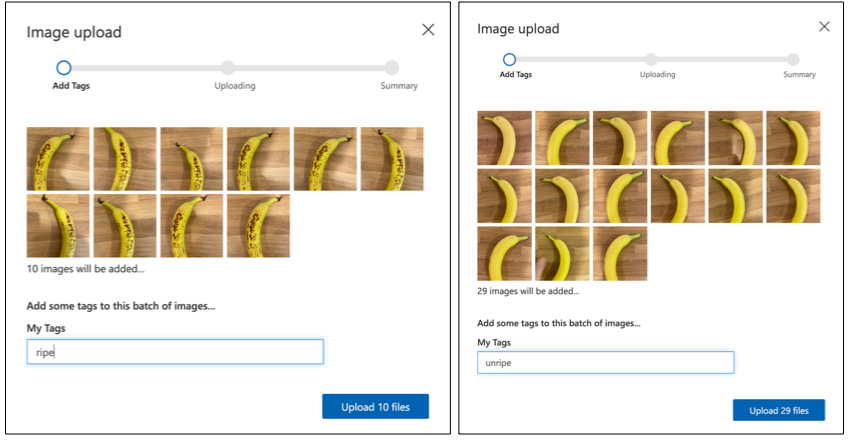 Image upload
Add Tags
Uploading
Summary
10 images will be added...
Add some tags to this batch of images...
My Tags
ripe
Upload 10 files
Image upload
Add Tags
Uploading
Summary
29 images will be added...
Add some tags to this batch of images...
My Tags
unripe
Upload 29 files